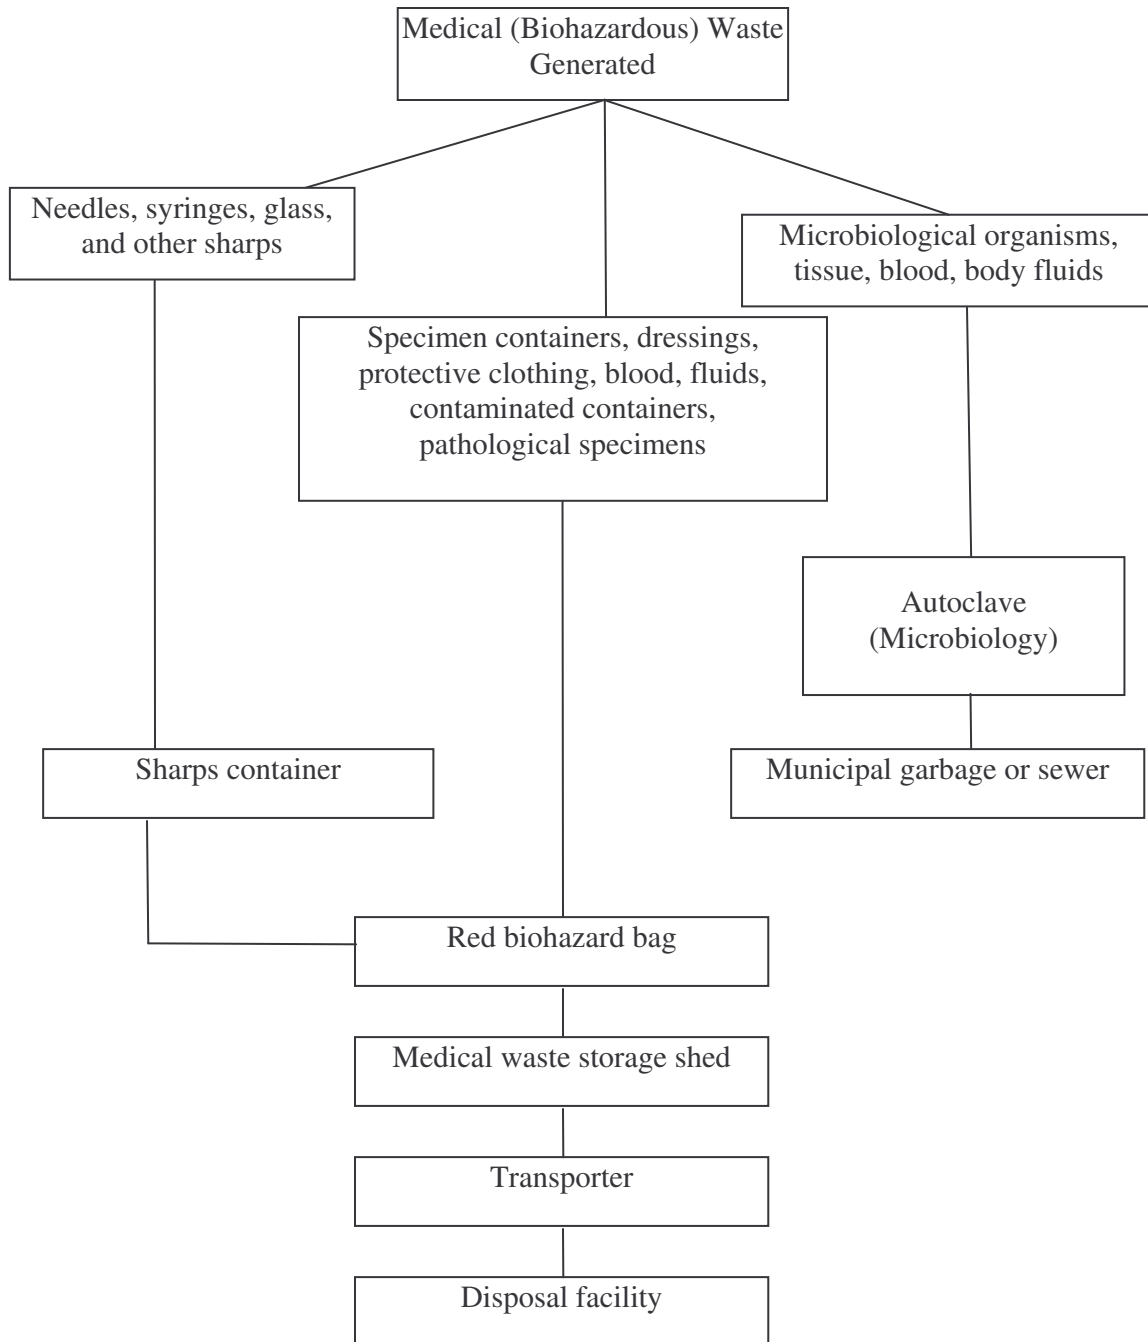 Medical (Biohazardous) Waste
Generated
Needles, syringes, glass,
and other sharps
Microbiological organisms,
tissue, blood, body fluids
Specimen containers, dressings,
protective clothing, blood, fluids,
contaminated containers,
pathological specimens
Autoclave
(Microbiology)
Sharps container
Municipal garbage or sewer
Red biohazard bag
Medical waste storage shed
Transporter
Disposal facility